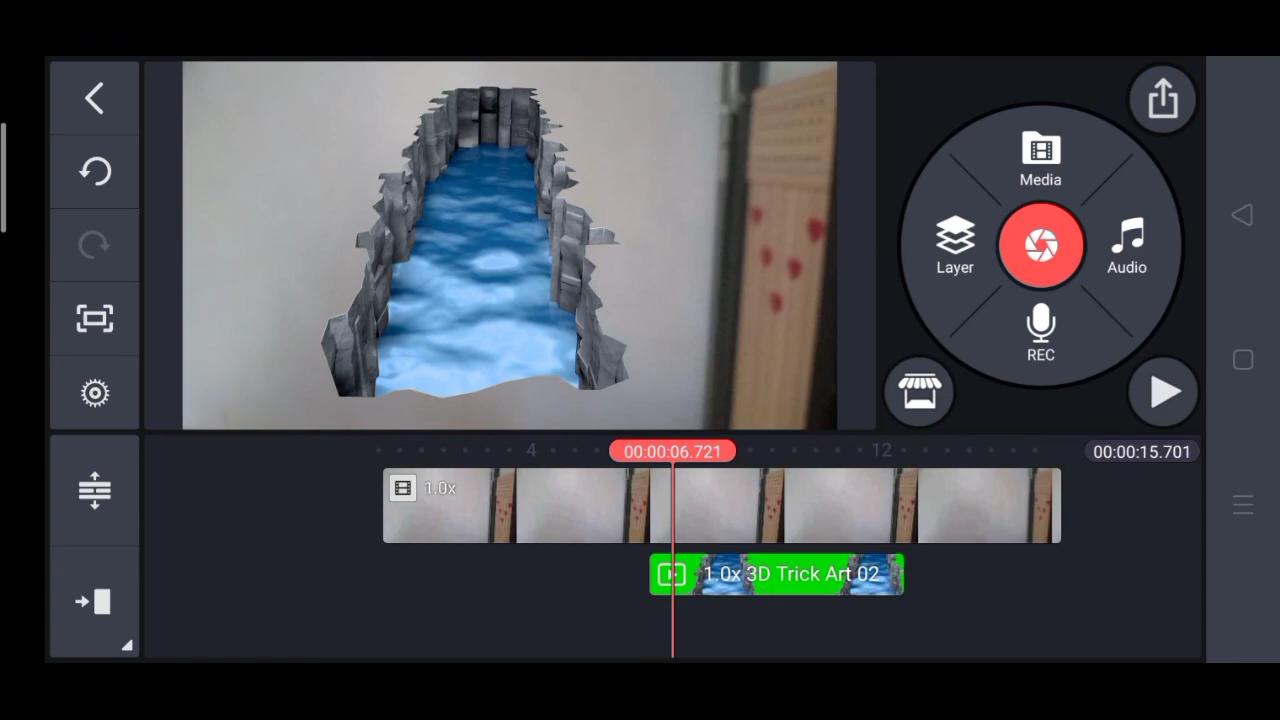 Media
Layer
Audio
REC
4
00:00:06.721
12
00:00:15.701
1.0x
1.0x 3D Trick Art 02